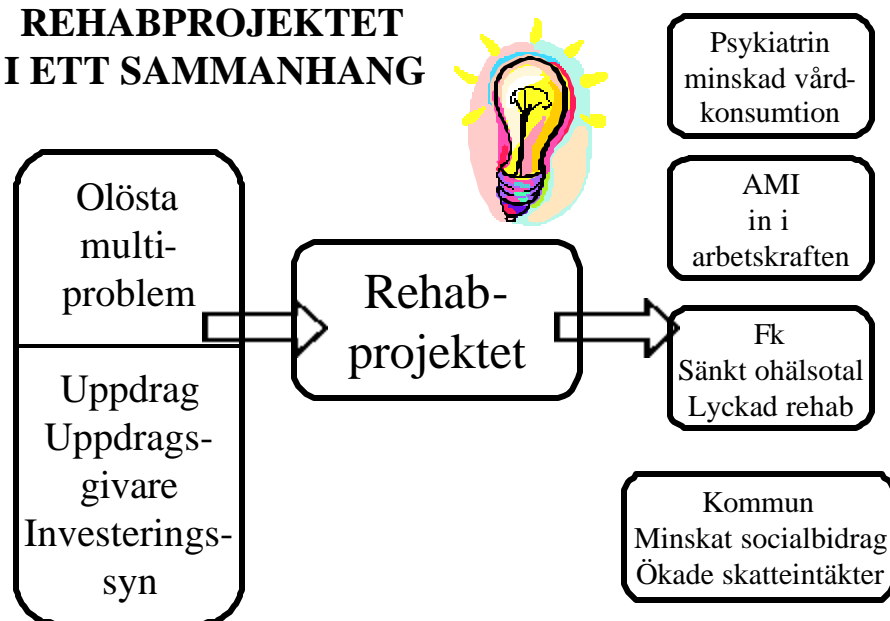 REHABPROJEKTET
I ETT SAMMANHANG
Olösta
multi-
problem
Uppdrag
Uppdrags-
givare
Investerings-
syn
Rehab-
projektet
Psykiatrin
minskad vård-
konsumtion
AMI
in i
arbetskraften
Fk
Sänkt ohälsotal
Lyckad rehab
Kommun
Minskat socialbidrag
Ökade skatteintäkter